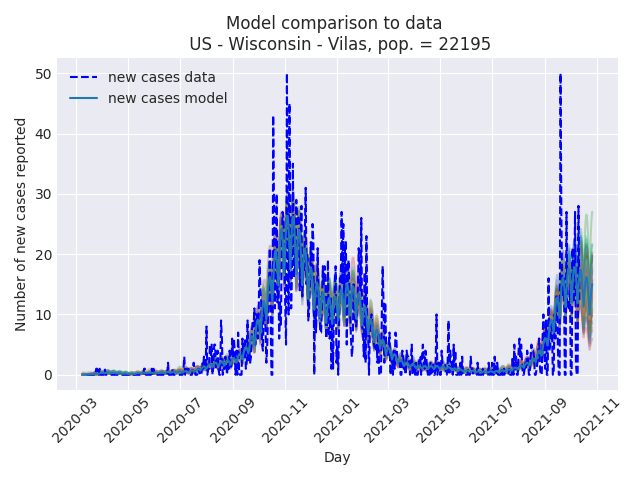 Model comparison to data
US - Wisconsin - Vilas, pop. = 22195
new cases data
new cases model
Number of new cases reported
50
40
30
20
10
0
2020-03
2020-05
2020-07
2020-09
2020-11
2021-01
2021-03
2021-05
2021-07
2021-09
2021-11
Day